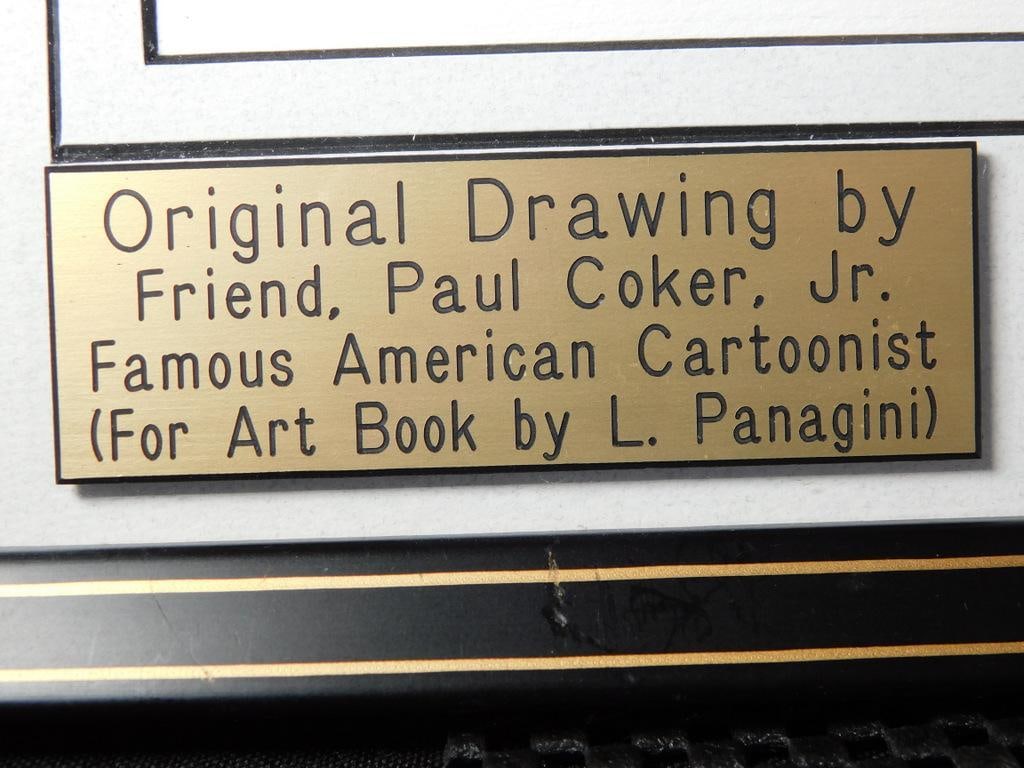 Original Drawing by
Friend, Paul Coker, Jr.
Famous American Cartoonist
(For Art Book by L. Panagini)